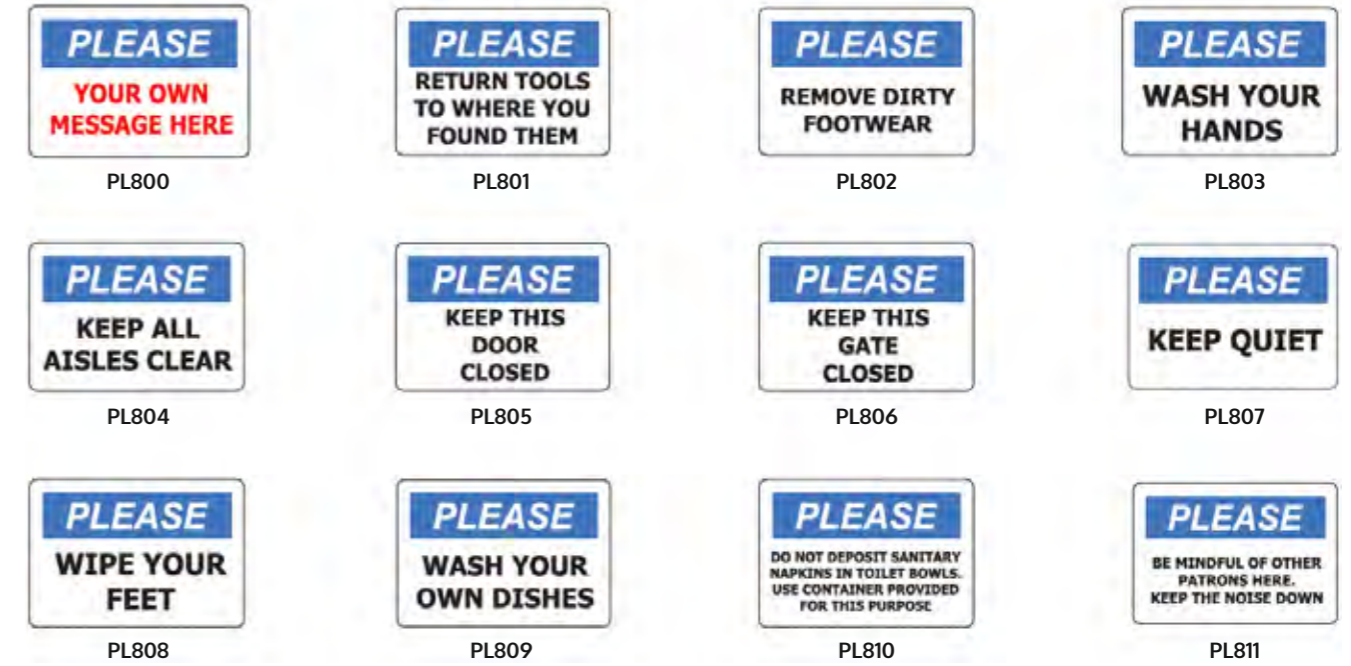 PLEASE
YOUR OWN
MESSAGE HERE
PL800
PLEASE
RETURN TOOLS
TO WHERE YOU
FOUND THEM
PL801
PLEASE
REMOVE DIRTY
FOOTWEAR
PL802
PLEASE
WASH YOUR
HANDS
PL803
PLEASE
KEEP ALL
AISLES CLEAR
PL804
PLEASE
KEEP THIS
DOOR
CLOSED
PL805
PLEASE
KEEP THIS
GATE
CLOSED
PL806
PLEASE
KEEP QUIET
PL807
PLEASE
WIPE YOUR
FEET
PL808
PLEASE
WASH YOUR
OWN DISHES
PL809
PLEASE
DO NOT DEPOSIT SANITARY
NAPKINS IN TOILET BOWLS.
USE CONTAINER PROVIDED
FOR THIS PURPOSE
PL810
PLEASE
BE MINDFUL OF OTHER
PATRONS HERE.
KEEP THE NOISE DOWN
PL811